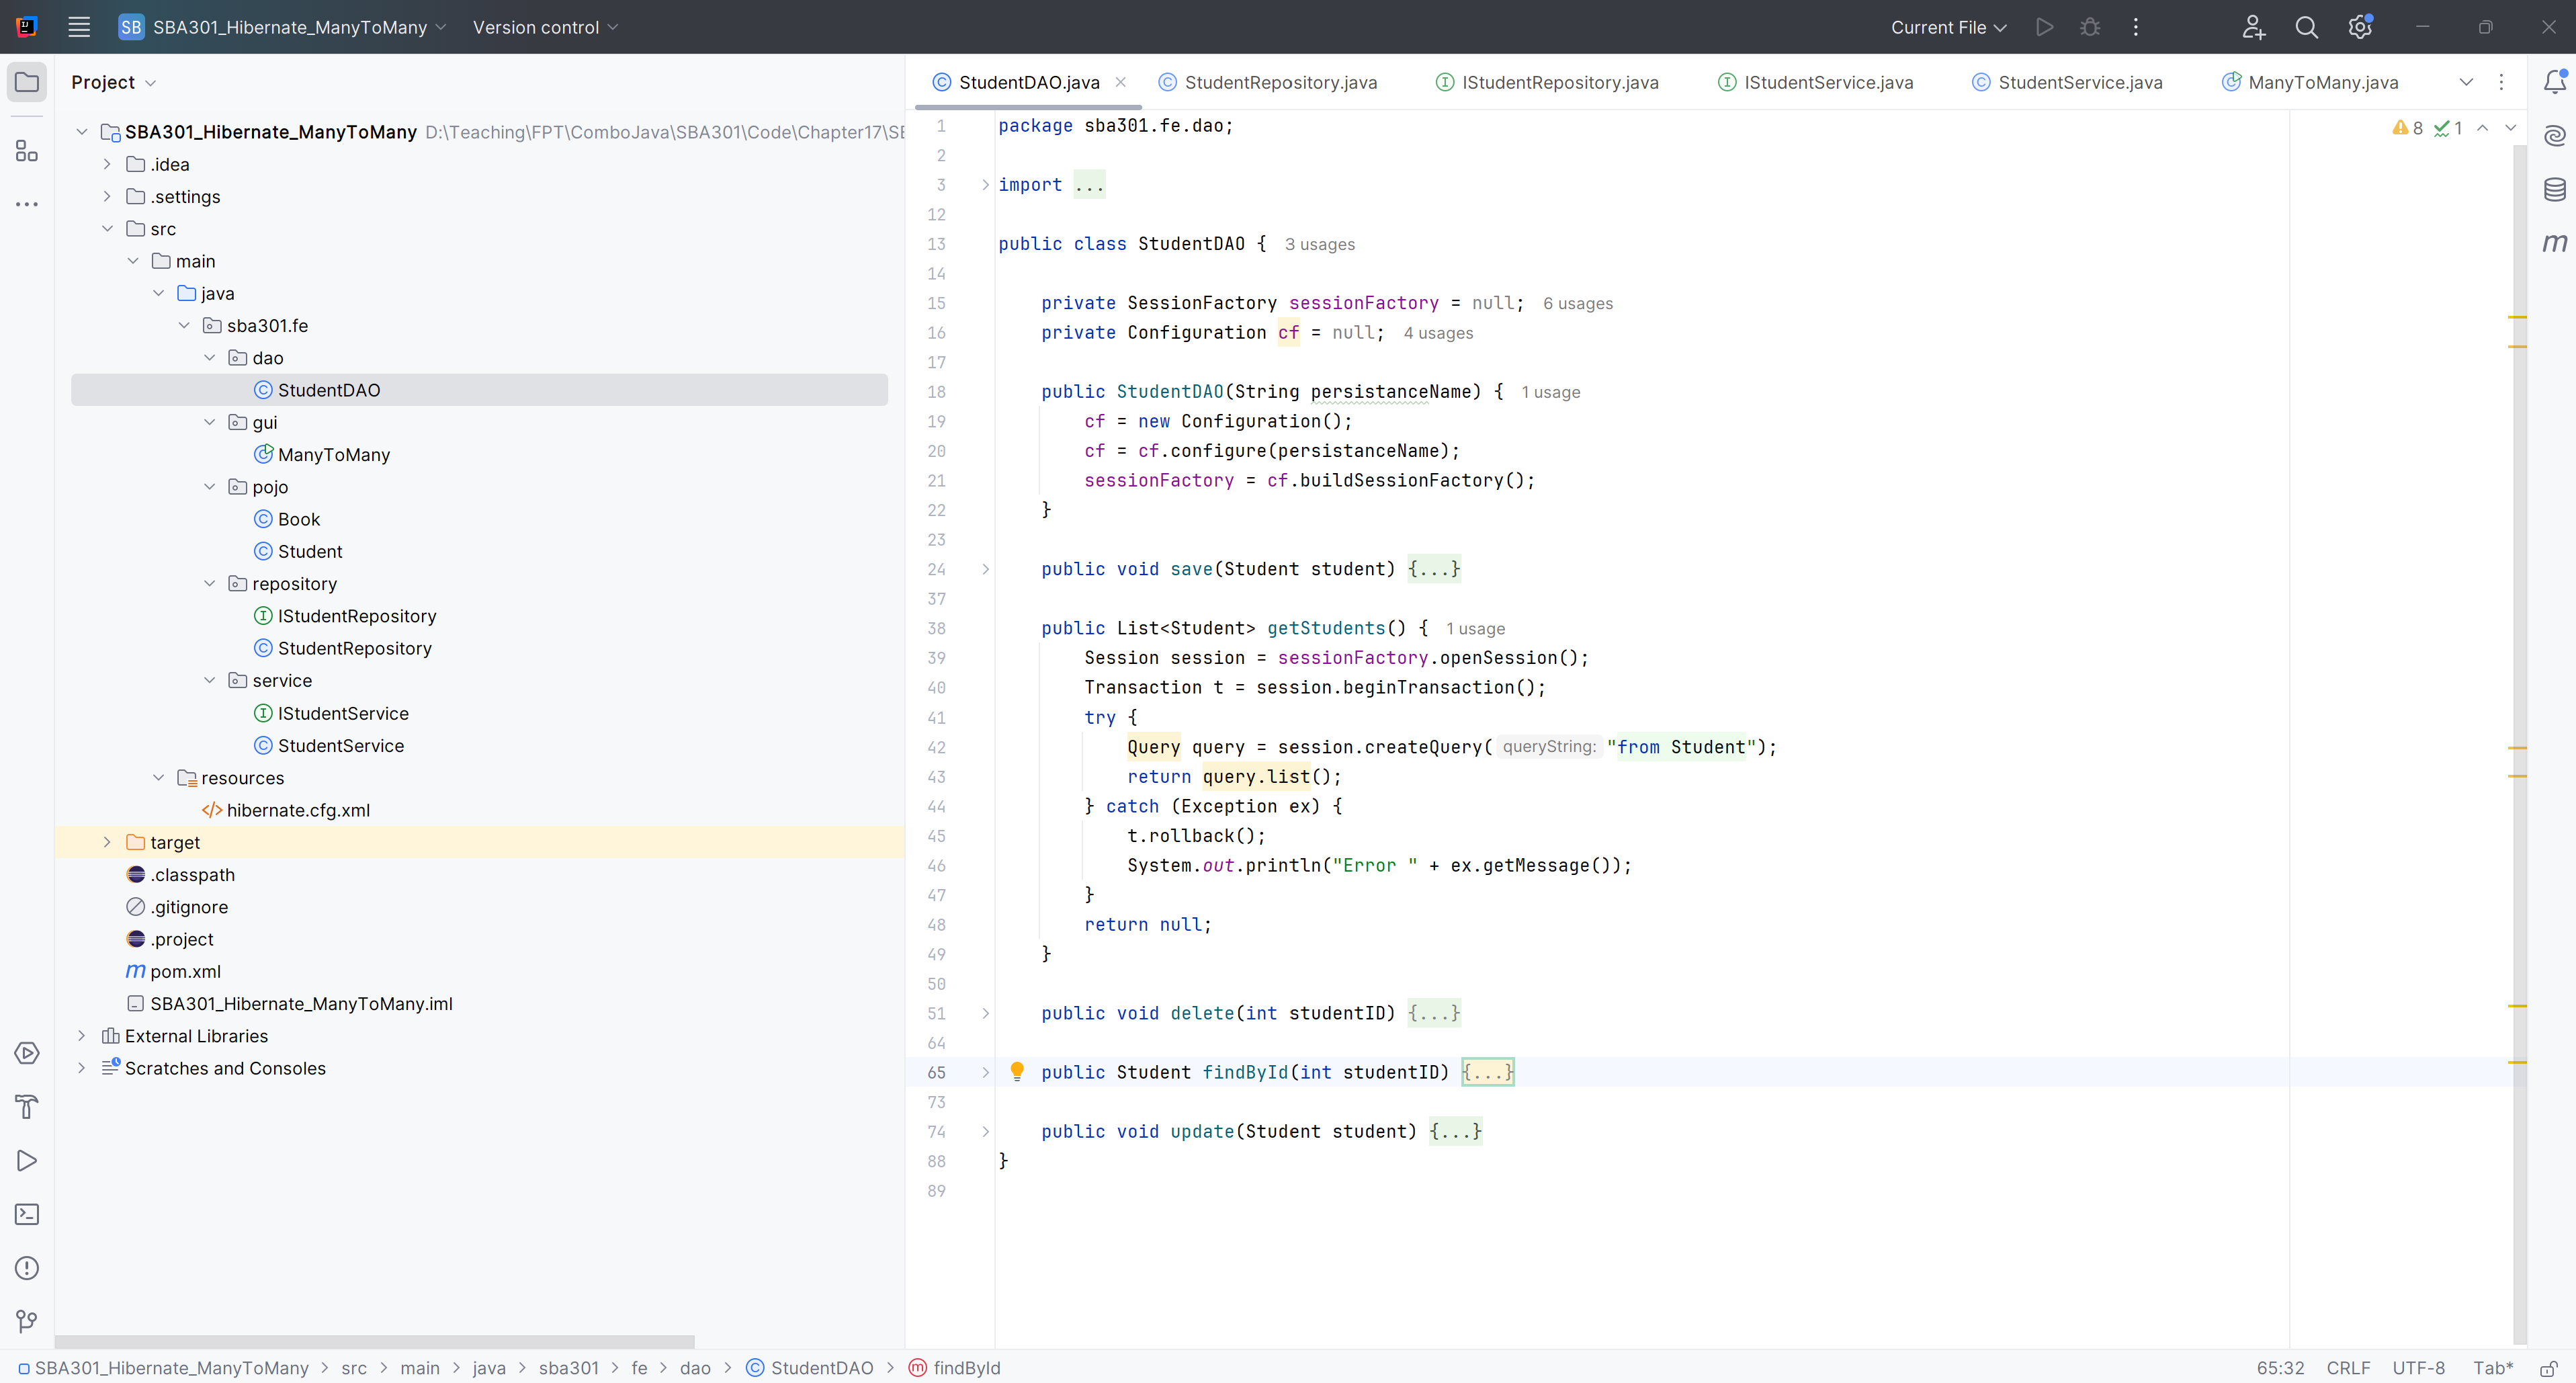 SB SBA301_Hibernate_ManyToMany Version control Current File
Project
SBA301_Hibernate_ManyToMany D:\Teaching\FPT\ComboJava\SBA301\Code\Chapter17\SB
.idea
.settings
src
main
java
sba301.fe
dao
StudentDAO
gui
ManyToMany
pojo
Book
Student
repository
IStudentRepository
StudentRepository
service
IStudentService
StudentService
resources
hibernate.cfg.xml
target
.classpath
.gitignore
.project
pom.xml
SBA301_Hibernate_ManyToMany.iml
External Libraries
Scratches and Consoles
StudentDAO.java StudentRepository.java IStudentRepository.java IStudentService.java StudentService.java ManyToMany.java
8 1
1 package sba301.fe.dao;
2
3 import ...
12
13 public class StudentDAO { 3 usages
14
15 private SessionFactory sessionFactory = null; 6 usages
16 private Configuration cf = null; 4 usages
17
18 public StudentDAO(String persistanceName) { 1 usage
19 cf = new Configuration();
20 cf = cf.configure(persistanceName);
21 sessionFactory = cf.buildSessionFactory();
22 }
23
24 public void save(Student student) {...}
37
38 public List<Student> getStudents() { 1 usage
39 Session session = sessionFactory.openSession();
40 Transaction t = session.beginTransaction();
41 try {
42 Query query = session.createQuery( queryString: "from Student");
43 return query.list();
44 } catch (Exception ex) {
45 t.rollback();
46 System.out.println("Error " + ex.getMessage());
47 }
48 return null;
49 }
50
51 public void delete(int studentID) {...}
64
65 public Student findById(int studentID) {...}
73
74 public void update(Student student) {...}
88 }
89
SBA301_Hibernate_ManyToMany > src > main > java > sba301 > fe > dao > StudentDAO > findById 65:32 CRLF UTF-8 Tab*